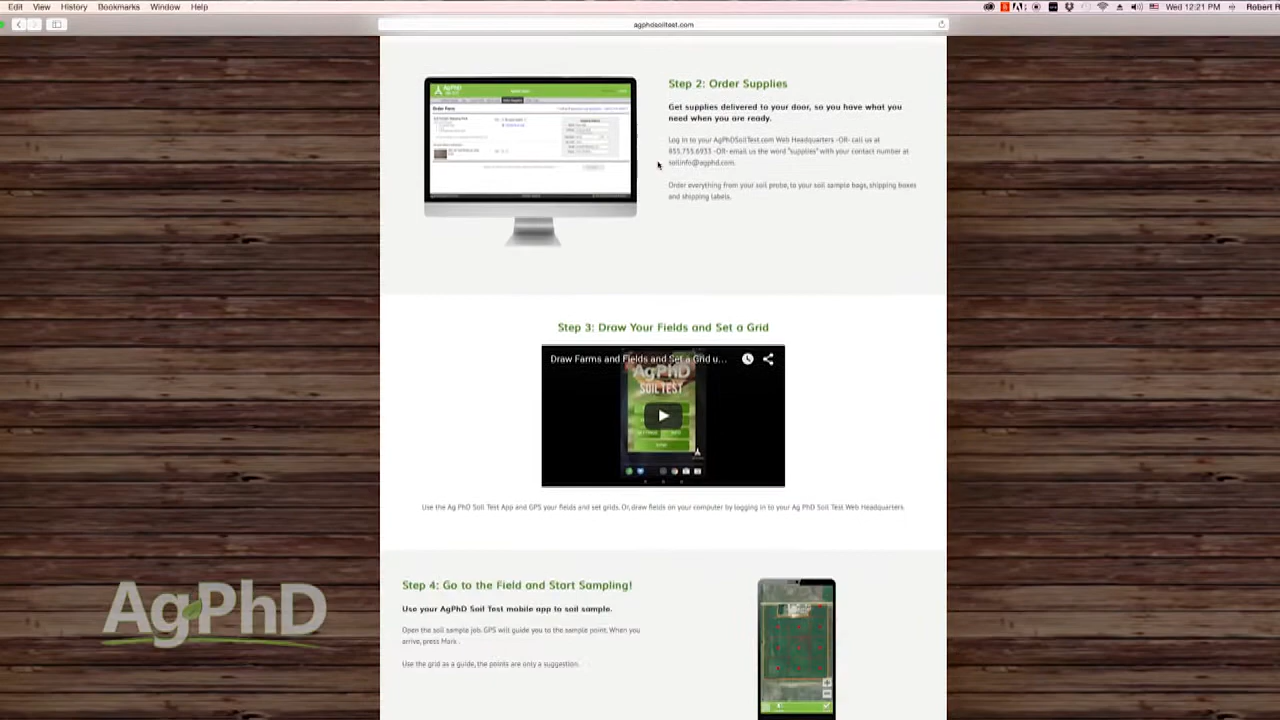 Edit View History Bookmarks Window Help
Wed 12:21 PM
Robert R
agphdsoiltest.com
AgPhD
Order Form
Step 2: Order Supplies
Get supplies delivered to your door, so you have what you
need when you are ready.
Log in to your AgPhDSoilTest.com Web Headquarters -OR- call us at
855.755.6933 -OR- email us the word "supplies" with your contact number at
soilinfo@agphd.com.
Order everything from your soil probe, to your soil sample bags, shipping boxes
and shipping labels.
Step 3: Draw Your Fields and Set a Grid
Draw Farms and Fields and Set a Grid u...
AgPhD
SOIL TEST
Use the Ag PhD Soil Test App and GPS your fields and set grids. Or, draw fields on your computer by logging in to your Ag PhD Soil Test Web Headquarters.
Step 4: Go to the Field and Start Sampling!
Use your AgPhD Soil Test mobile app to soil sample.
Open the soil sample job. GPS will guide you to the sample point. When you
arrive, press Mark .
Use the grid as a guide, the points are only a suggestion.
AgPhD